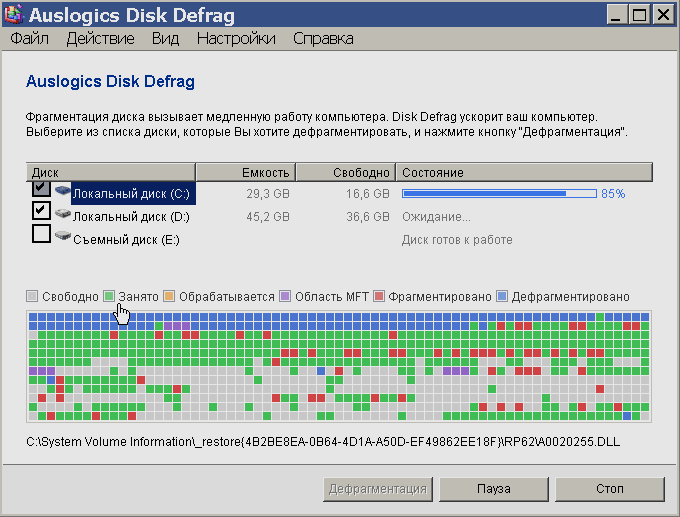 Auslogics Disk Defrag
Файл Действие Вид Настройки Справка
Auslogics Disk Defrag
Фрагментация диска вызывает медленную работу компьютера. Disk Defrag ускорит ваш компьютер.
Выберите из списка диски, которые Вы хотите дефрагментировать, и нажмите кнопку "Дефрагментация".
Диск Емкость Свободно Состояние
Локальный диск (C:) 29,3 GB 16,6 GB 85%
Локальный диск (D:) 45,2 GB 36,6 GB Ожидание...
Съемный диск (E:) Диск готов к работе
Свободно Занято Обрабатывается Область MFT Фрагментировано Дефрагментировано
C:\System Volume Information\_restore{4B2BE8EA-0B64-4D1A-A50D-EF49862EE18F}\RP62\A0020255.DLL
Дефрагментация Пауза Стоп